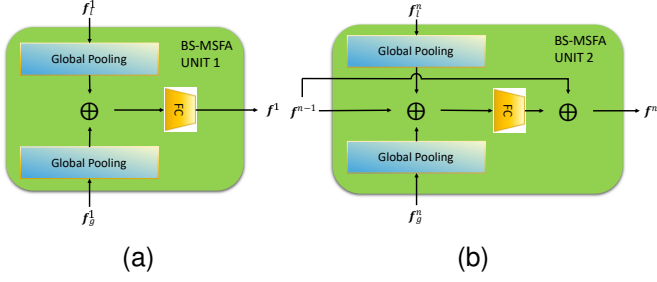 f_l^1
BS-MSFA
UNIT 1
Global Pooling
⊕
FC
f^1
Global Pooling
f_g^1
(a)
f_l^n
BS-MSFA
UNIT 2
Global Pooling
f^{n-1}
⊕
FC
⊕
f^n
Global Pooling
f_g^n
(b)